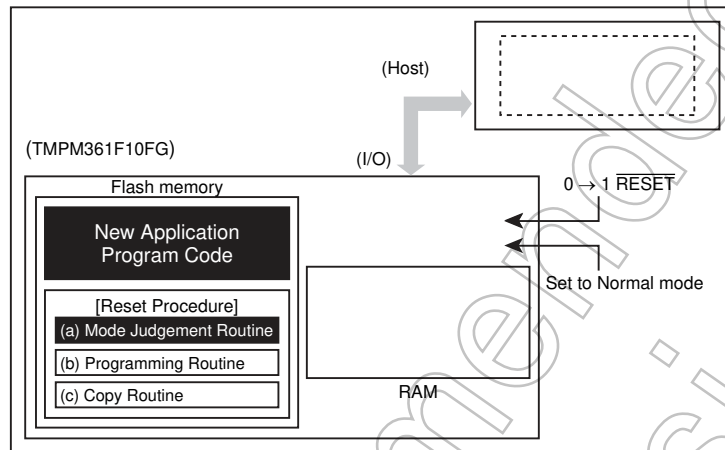 (Host)
(TMPM361F10FG)
(I/O)
Flash memory
0 → 1 RESET
New Application
Program Code
Set to Normal mode
[Reset Procedure]
(a) Mode Judgement Routine
(b) Programming Routine
(c) Copy Routine
RAM